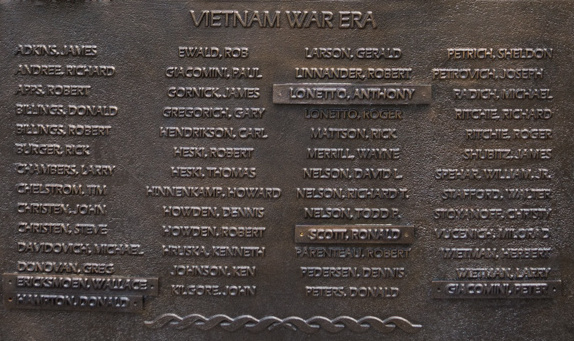 VIETNAM WAR ERA
ADKINS, JAMES
ANDREE, RICHARD
APPS, ROBERT
BILLINGS, DONALD
BILLINGS, ROBERT
BURGER, RICK
CHAMBERS, LARRY
CHELSTROM, TIM
CHRISTEN, JOHN
CHRISTEN, STEVE
DAVIDOVICH, MICHAEL
DONOVAN, GREG
ERICSMOEN, WALLACE
HAMPTON, DONALD
EWALD, ROB
GIACOMINI, PAUL
GORNICK, JAMES
GREGORICH, GARY
HENDRIKSON, CARL
HESKI, ROBERT
HESKI, THOMAS
HINNENKAMP, HOWARD
HOWDEN, DENNIS
HOWDEN, ROBERT
HRUSKA, KENNETH
JOHNSON, KEN
KILGORE, JOHN
LARSON, GERALD
LINNANDER, ROBERT
LONETTO, ANTHONY
LONETTO, ROGER
MATTSON, RICK
MERRILL, WAYNE
NELSON, DAVID L.
NELSON, RICHARD T.
NELSON, TODD P.
SCOTT, RONALD
PARENTEAU, ROBERT
PEDERSEN, DENNIS
PETERS, DONALD
PETRICH, SHELDON
PETROVICH, JOSEPH
RADICH, MICHAEL
RITCHIE, RICHARD
RITCHIE, ROGER
SHUBITZ, JAMES
SPEHAR, WILLIAM, JR.
STAFFORD, WALTER
CHRISTY
VUCENICH, MILORAD
WIETMAN, HERBERT
WIETMAN, LARRY
GIACOMINI, PETER